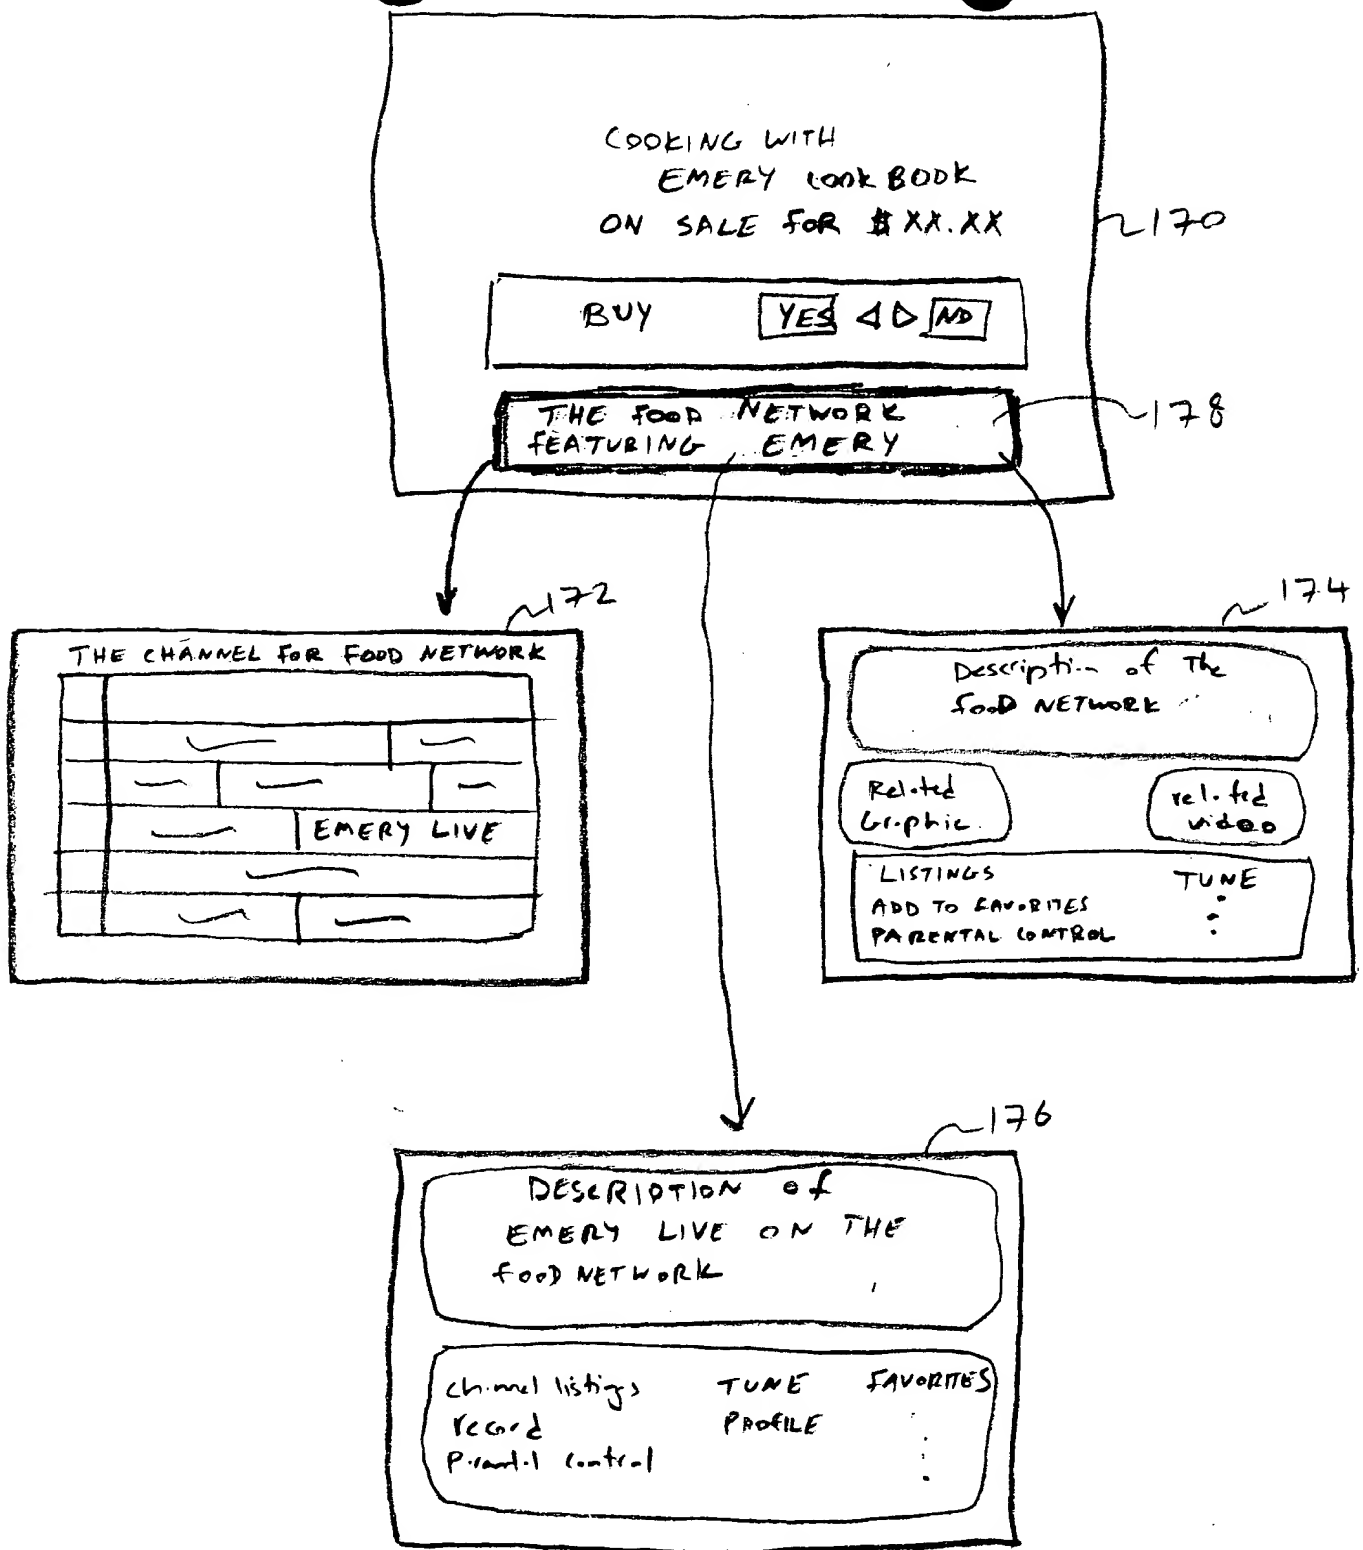 COOKING WITH
EMERY COOKBOOK
ON SALE FOR $ XX.XX
170
BUY YES NO
THE FOOD NETWORK
FEATURING EMERY
178
172
THE CHANNEL FOR FOOD NETWORK
EMERY LIVE
174
Description of The
FOOD NETWORK
Related
Graphic
related
video
LISTINGS TUNE
ADD TO FAVORITES
PARENTAL CONTROL
176
DESCRIPTION of
EMERY LIVE ON THE
FOOD NETWORK
channel listings TUNE FAVORITES
record PROFILE
Parental control